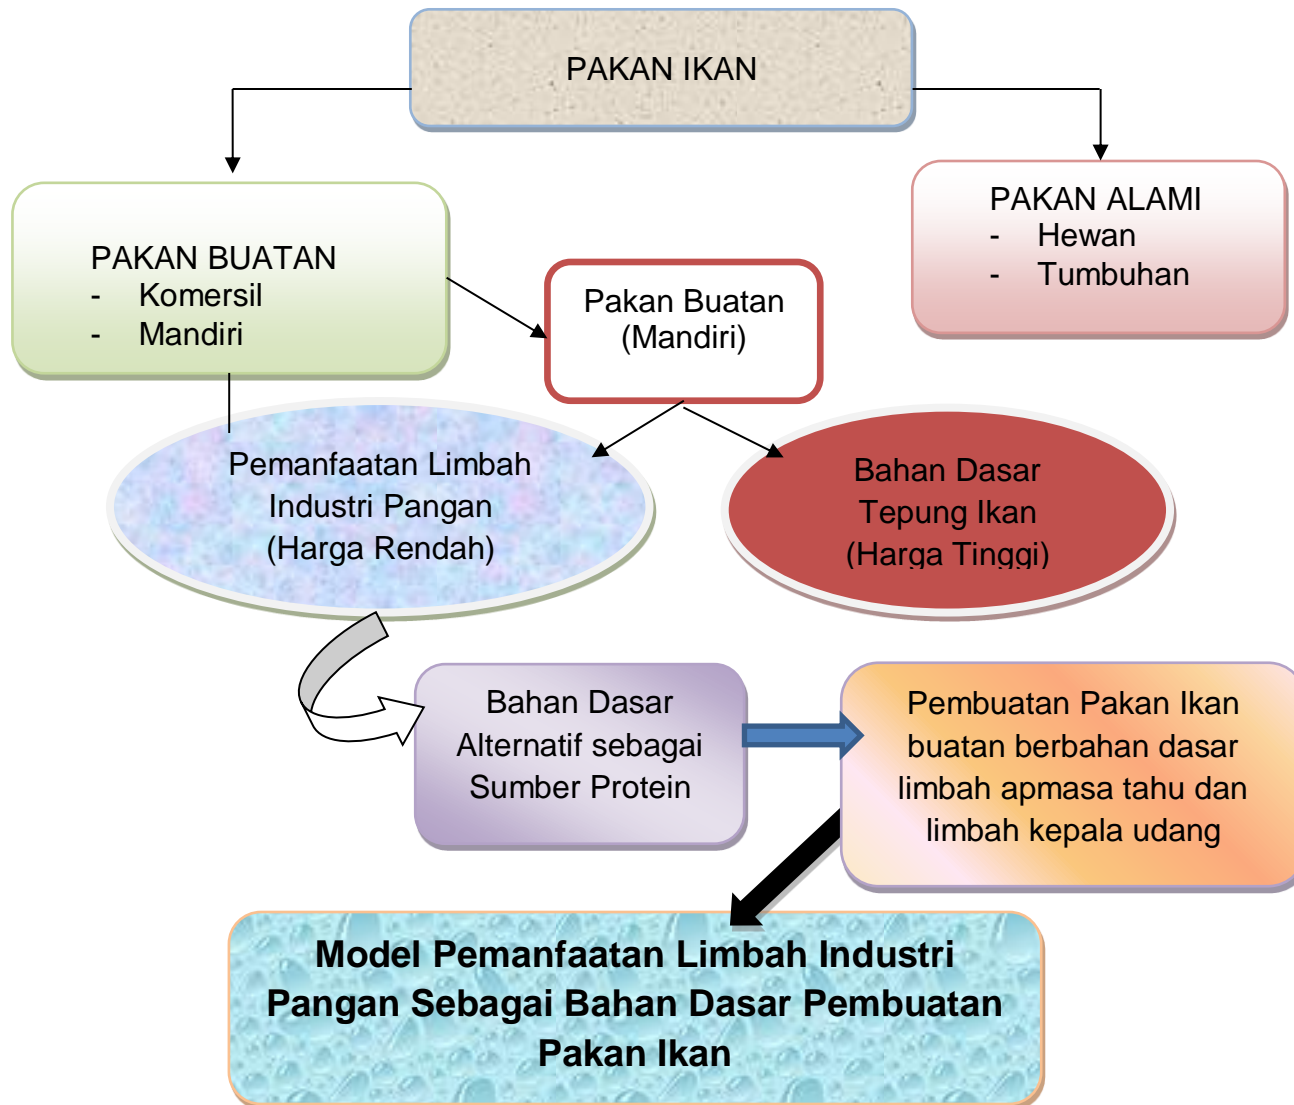 PAKAN IKAN
PAKAN BUATAN
- Komersil
- Mandiri
PAKAN ALAMI
- Hewan
- Tumbuhan
Pakan Buatan
(Mandiri)
Pemanfaatan Limbah
Industri Pangan
(Harga Rendah)
Bahan Dasar
Tepung Ikan
(Harga Tinggi)
Bahan Dasar
Alternatif sebagai
Sumber Protein
Pembuatan Pakan Ikan
buatan berbahan dasar
limbah apmasa tahu dan
limbah kepala udang
Model Pemanfaatan Limbah Industri
Pangan Sebagai Bahan Dasar Pembuatan
Pakan Ikan